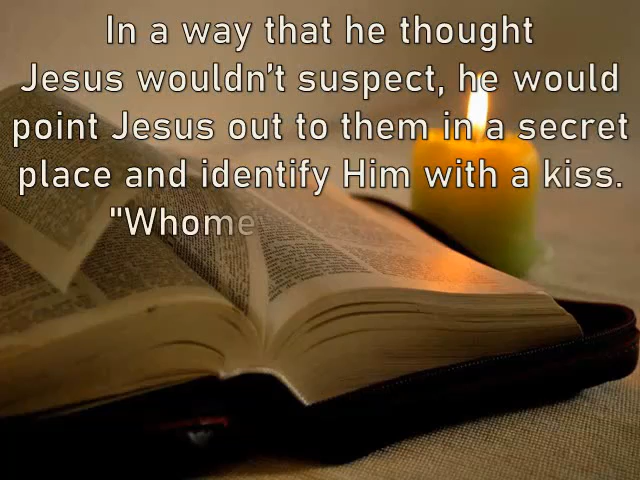 In a way that he thought
Jesus wouldn't suspect, he would
point Jesus out to them in a secret
place and identify Him with a kiss.
"Whome